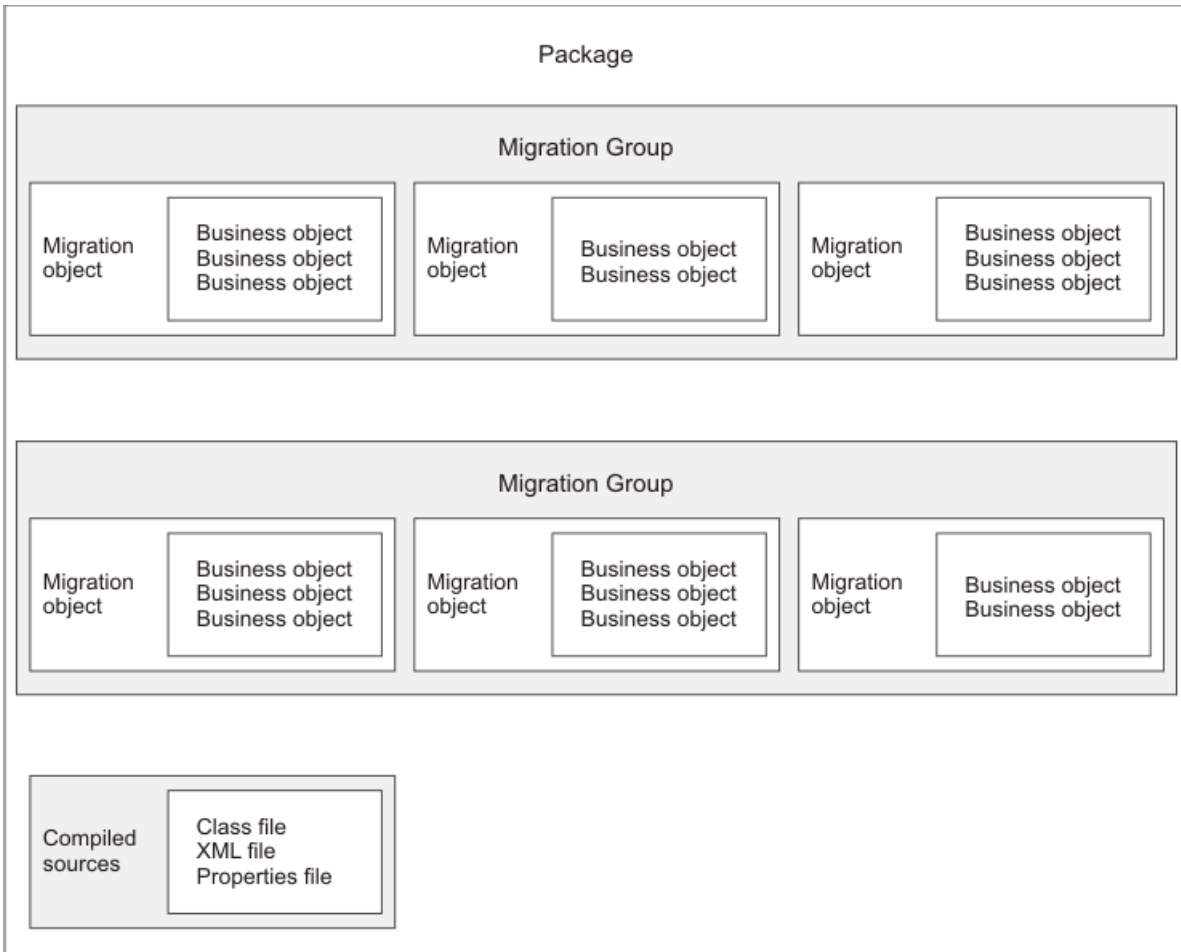 Package
Migration Group
Migration
object
Business object
Business object
Business object
Migration
object
Business object
Business object
Migration
object
Business object
Business object
Business object
Migration Group
Migration
object
Business object
Business object
Business object
Migration
object
Business object
Business object
Business object
Migration
object
Business object
Business object
Compiled
sources
Class file
XML file
Properties file